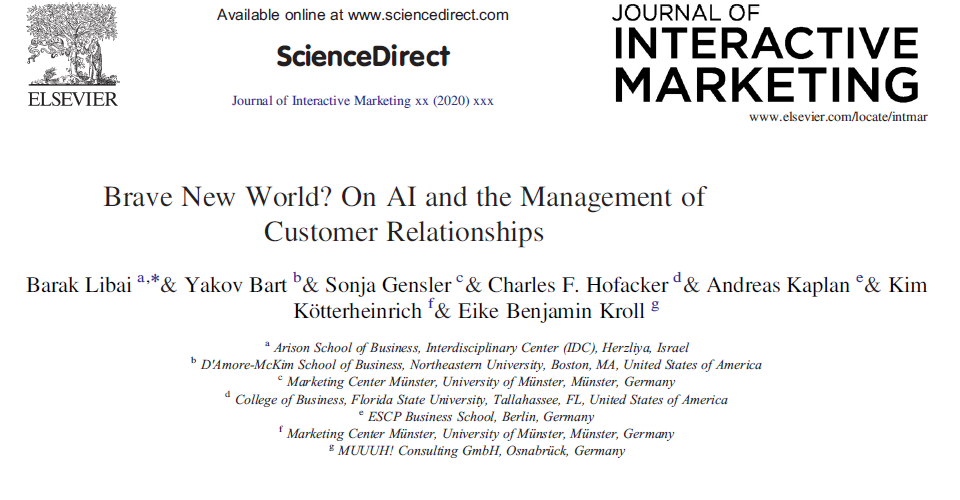 Available online at www.sciencedirect.com
ScienceDirect
ELSEVIER
Journal of Interactive Marketing xx (2020) xxx
JOURNAL OF
INTERACTIVE
MARKETING
www.elsevier.com/locate/intmar
Brave New World? On AI and the Management of
Customer Relationships
Barak Libai a,*& Yakov Bart b& Sonja Gensler c& Charles F. Hofacker d& Andreas Kaplan e& Kim
Kötterheinrich f& Eike Benjamin Kroll g
a Arison School of Business, Interdisciplinary Center (IDC), Herzliya, Israel
b D'Amore-McKim School of Business, Northeastern University, Boston, MA, United States of America
c Marketing Center Münster, University of Münster, Münster, Germany
d College of Business, Florida State University, Tallahassee, FL, United States of America
e ESCP Business School, Berlin, Germany
f Marketing Center Münster, University of Münster, Münster, Germany
g MUUUH! Consulting GmbH, Osnabrück, Germany